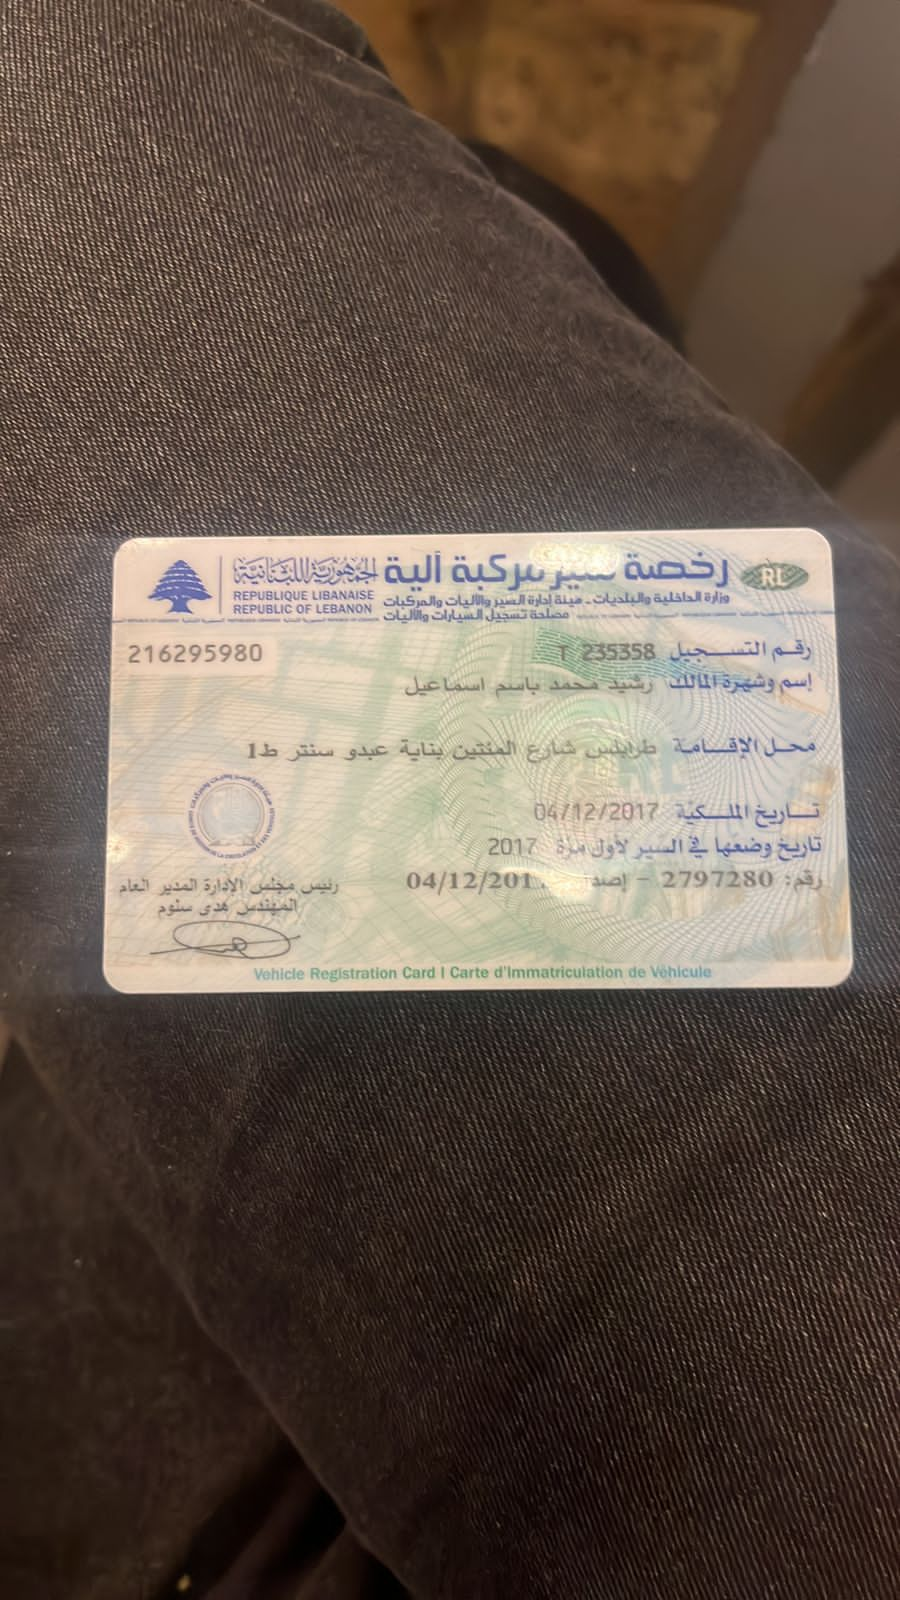 الجمهورية اللبنانية
REPUBLIQUE LIBANAISE
REPUBLIC OF LEBANON
رخصة سير مركبة آلية
RL
وزارة الداخلية والبلديات - هيئة إدارة السير والآليات والمركبات
مصلحة تسجيل السيارات والآليات
216295980
رقم التسجيل T 235358
إسم وشهرة المالك رشيد محمد باسم اسماعيل
محل الإقامة طرابلس شارع المئتين بناية عبدو سنتر ط1
تاريخ الملكية 04/12/2017
تاريخ وضعها في السير لأول مرة 2017
رقم: 2797280 - 04/12/201
رئيس مجلس الادارة المدير العام
المهندس هدى سلوم
Vehicle Registration Card I Carte d'Immatriculation de Véhicule